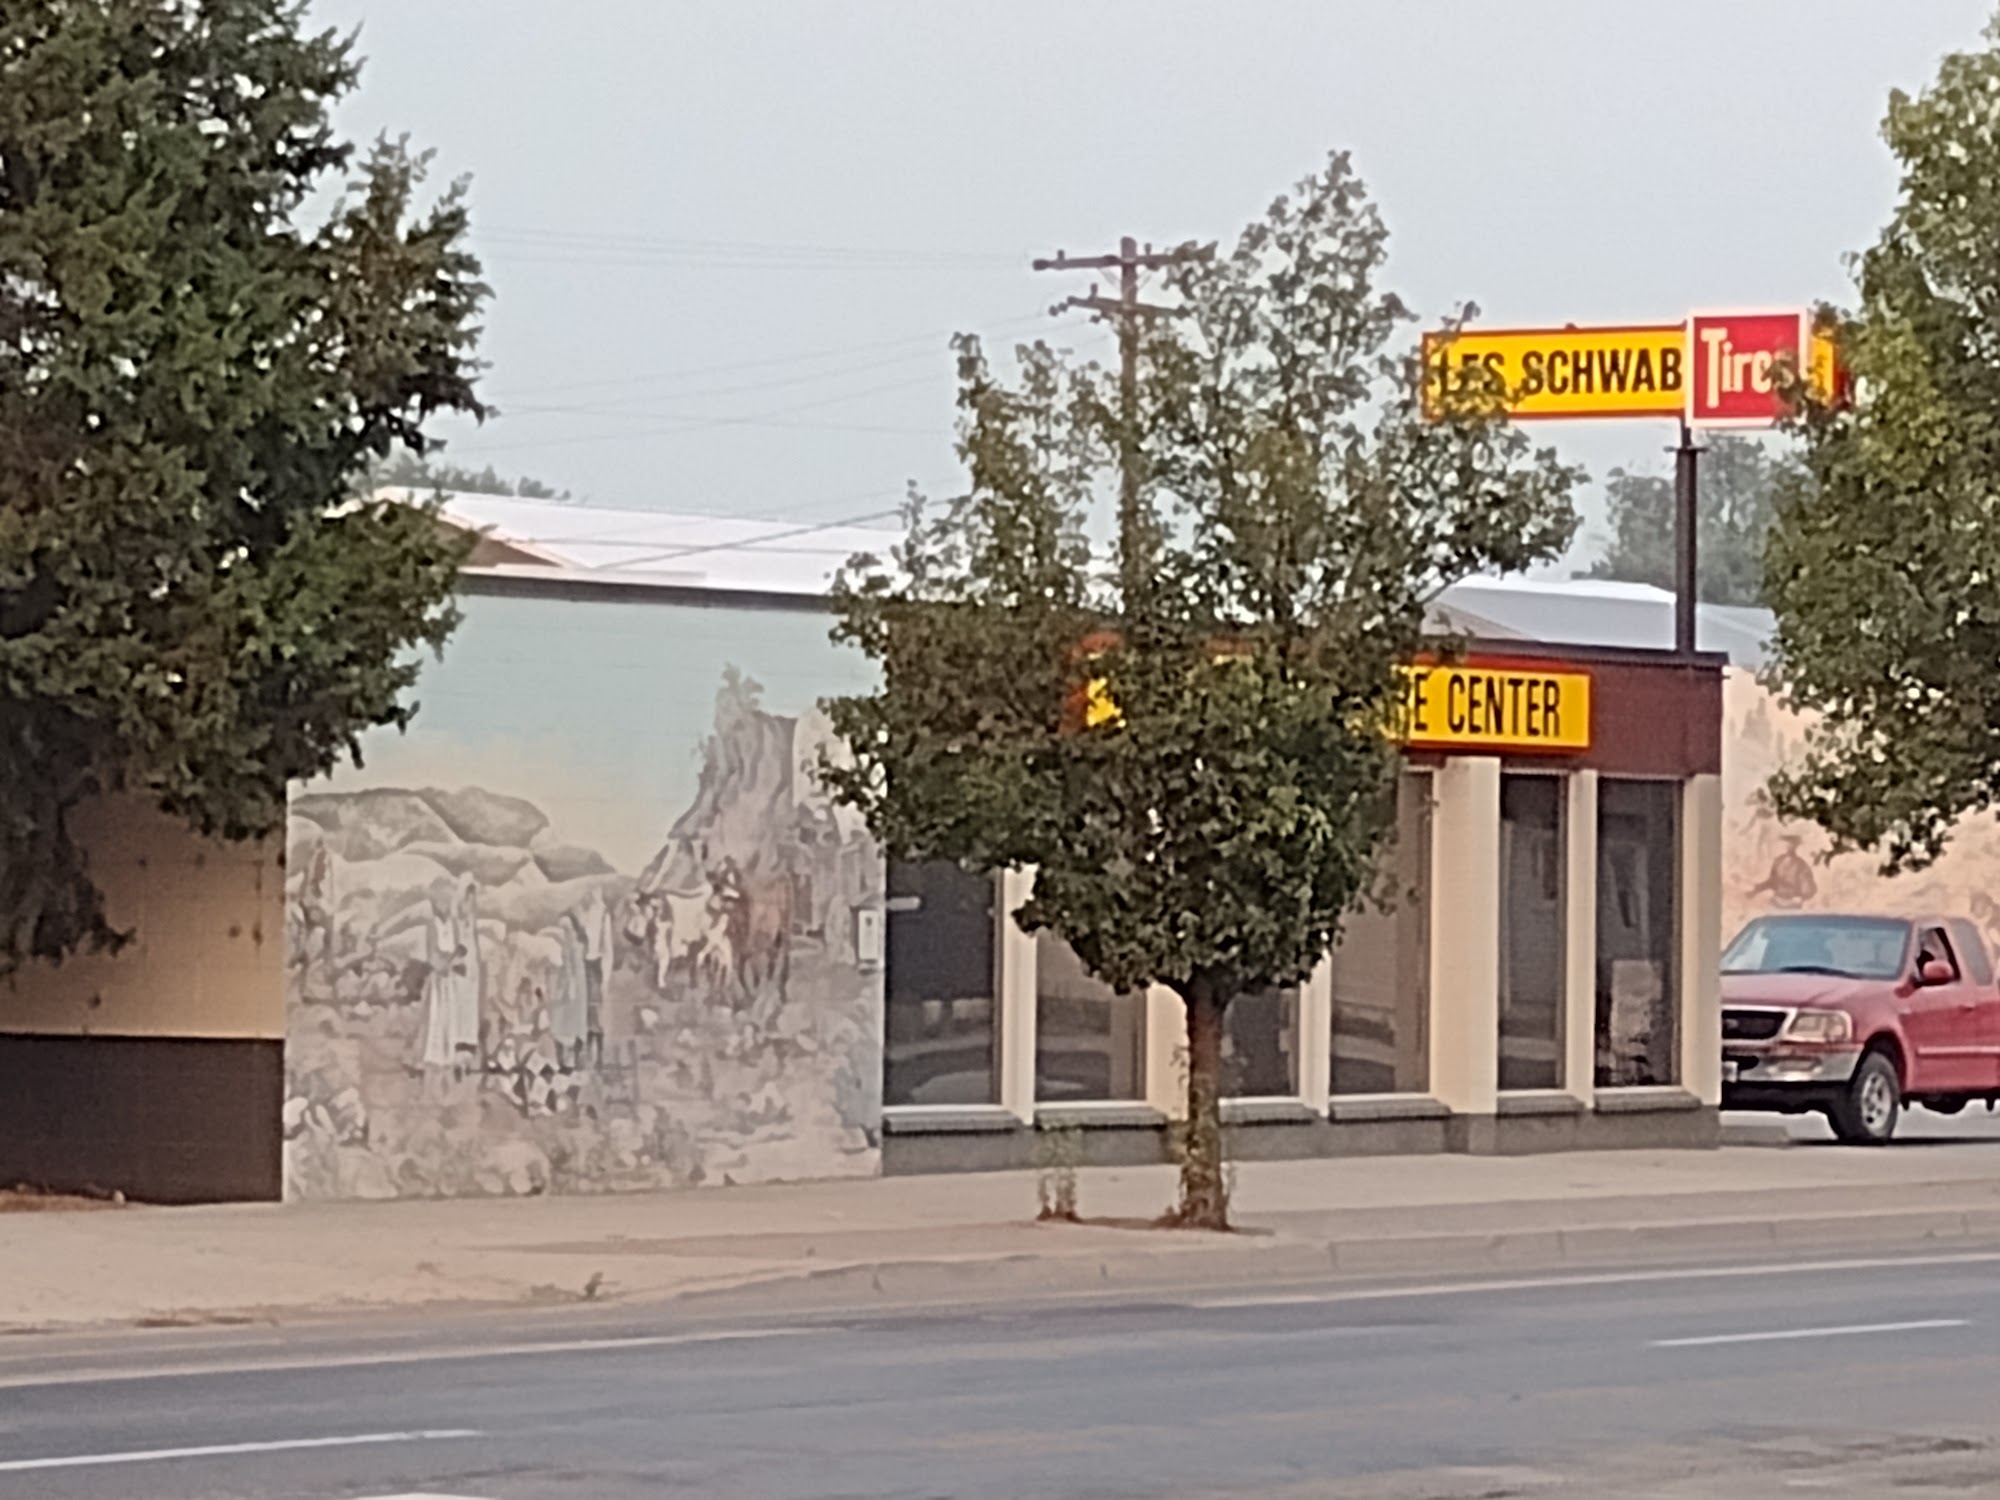 LES SCHWAB Tires
RE CENTER